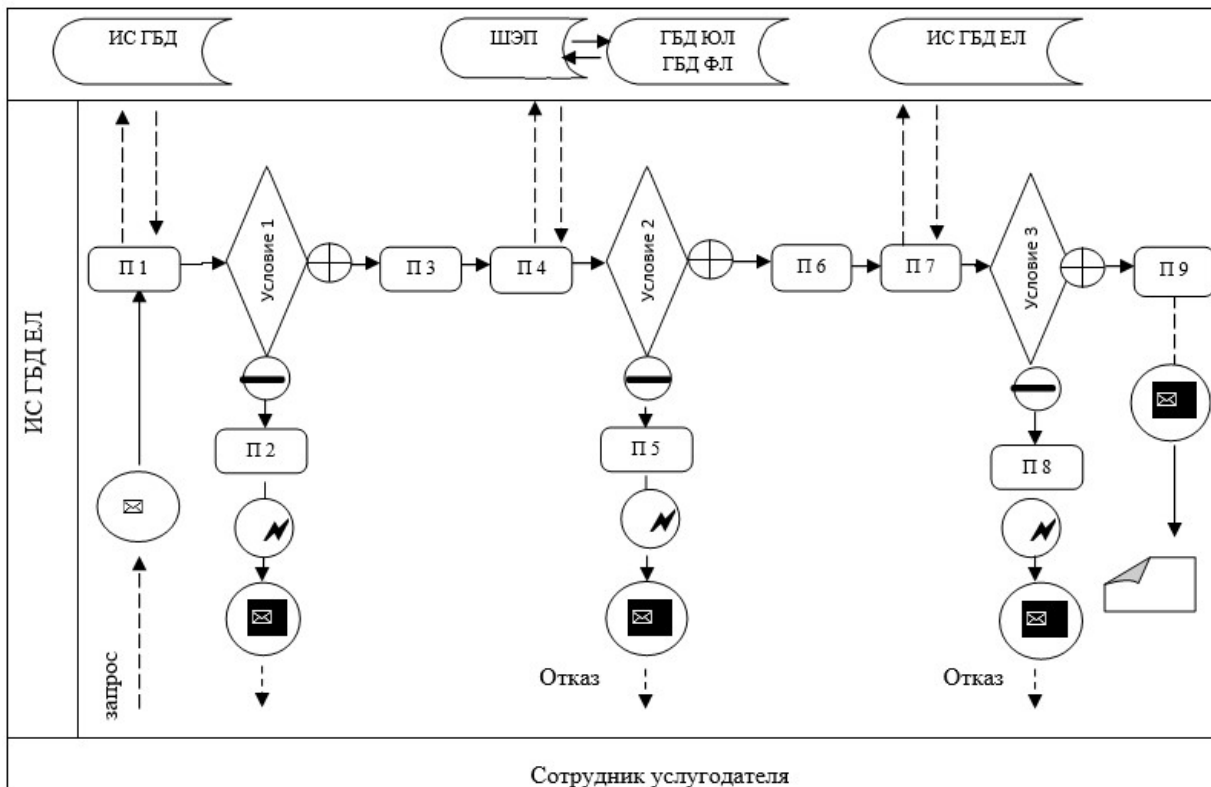 ИС ГБД
ШЭП
ГБД ЮЛ
ГБД ФЛ
ИС ГБД ЕЛ
ИС ГБД ЕЛ
П 1
Условие 1
П 3
П 4
Условие 2
П 6
П 7
Условие 3
П 9
П 2
П 5
П 8
запрос
Отказ
Отказ
Сотрудник услугодателя